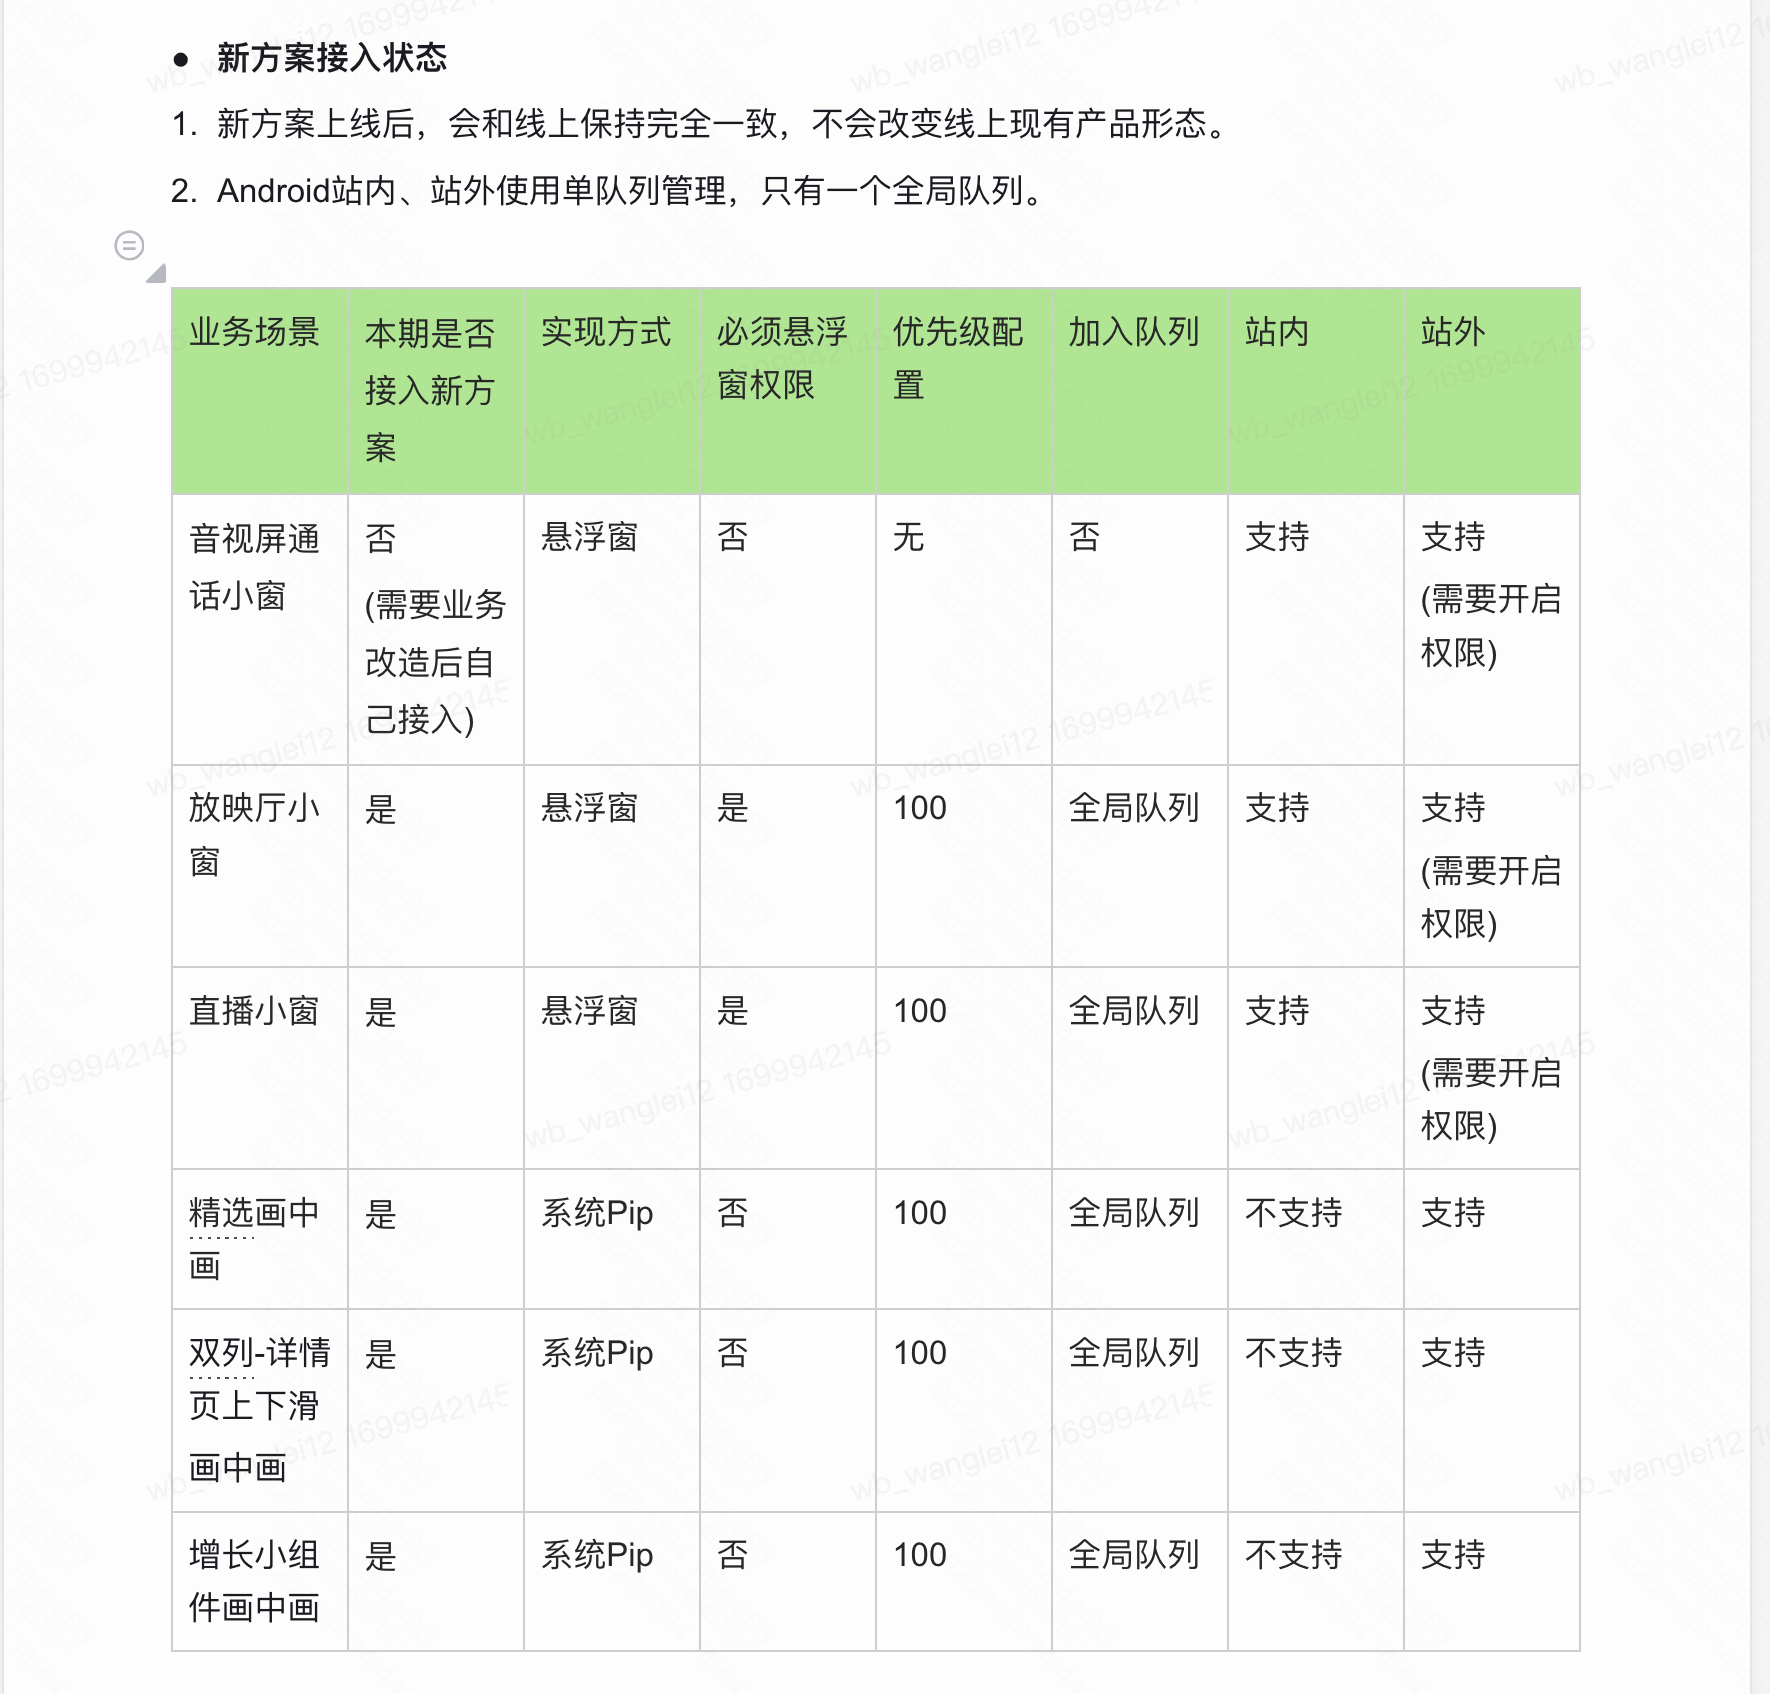 ● 新方案接入状态
1. 新方案上线后，会和线上保持完全一致，不会改变线上现有产品形态。
2. Android站内、站外使用单队列管理，只有一个全局队列。
业务场景
本期是否
接入新方
案
实现方式
必须悬浮
窗权限
优先级配
置
加入队列
站内
站外
音视屏通
话小窗
否
(需要业务
改造后自
己接入)
悬浮窗
否
无
否
支持
支持
(需要开启
权限)
放映厅小
窗
是
悬浮窗
是
100
全局队列
支持
支持
(需要开启
权限)
直播小窗
是
悬浮窗
是
100
全局队列
支持
支持
(需要开启
权限)
精选画中
画
是
系统Pip
否
100
全局队列
不支持
支持
双列-详情
页上下滑
画中画
是
系统Pip
否
100
全局队列
不支持
支持
增长小组
件画中画
是
系统Pip
否
100
全局队列
不支持
支持
wb_wanglei12 1699942145